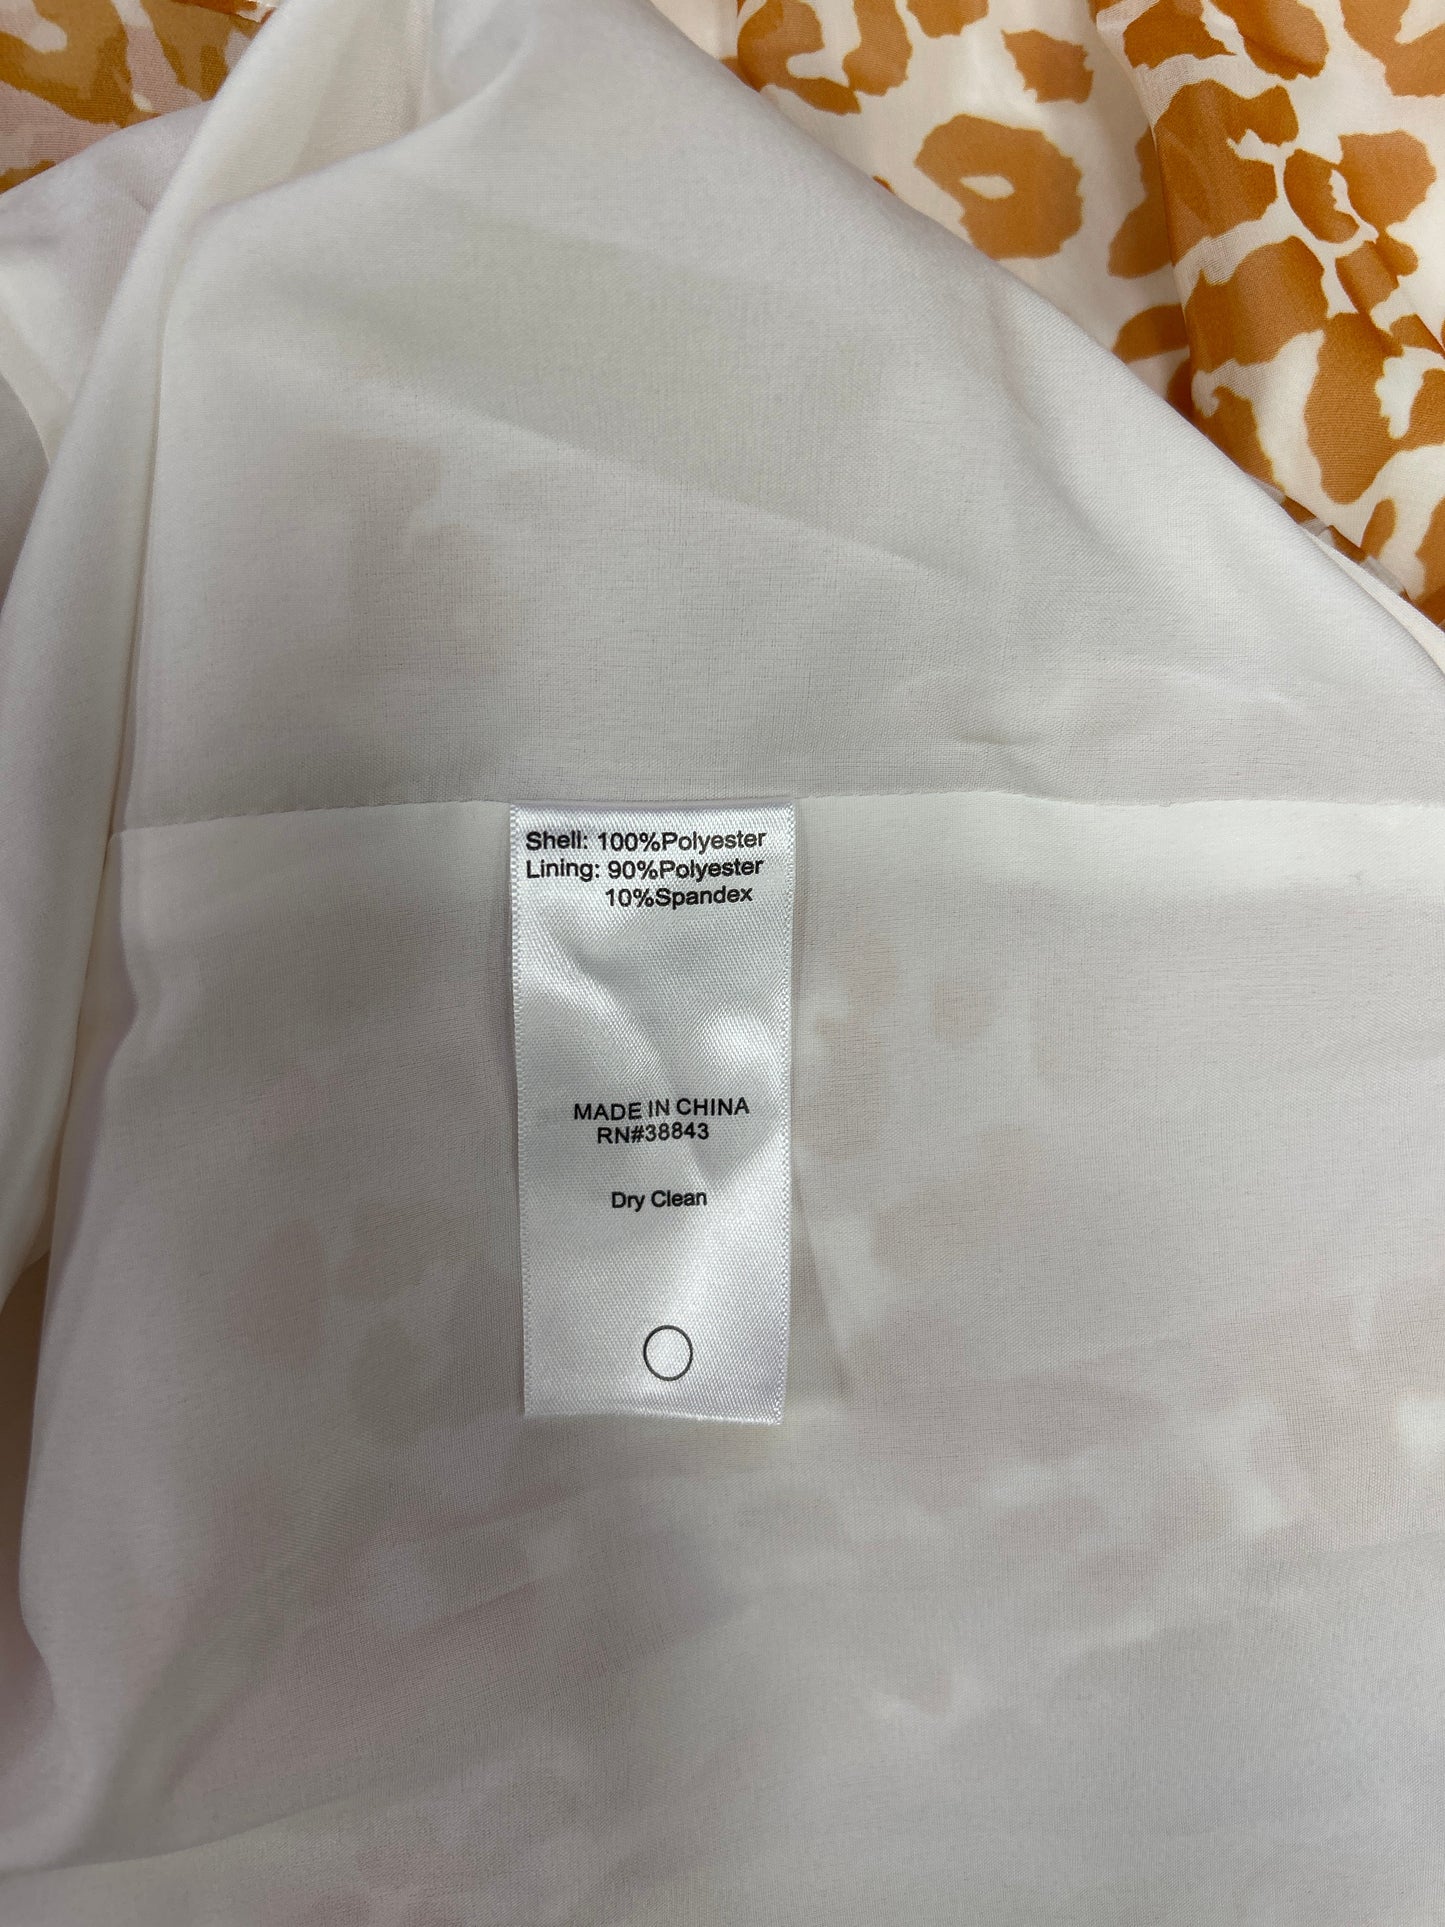 Shell: 100%Polyester
Lining: 90%Polyester
10%Spandex
MADE IN CHINA
RN#38843
Dry Clean